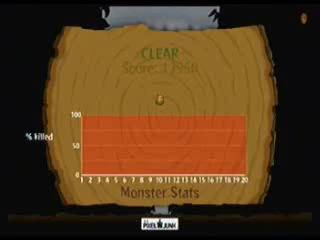 CLEAR
Score: 17960
100
% killed
50
0
1 2 3 4 5 6 7 8 9 10 11 12 13 14 15 16 17 18 19 20
Monster Stats
PIXELJUNK